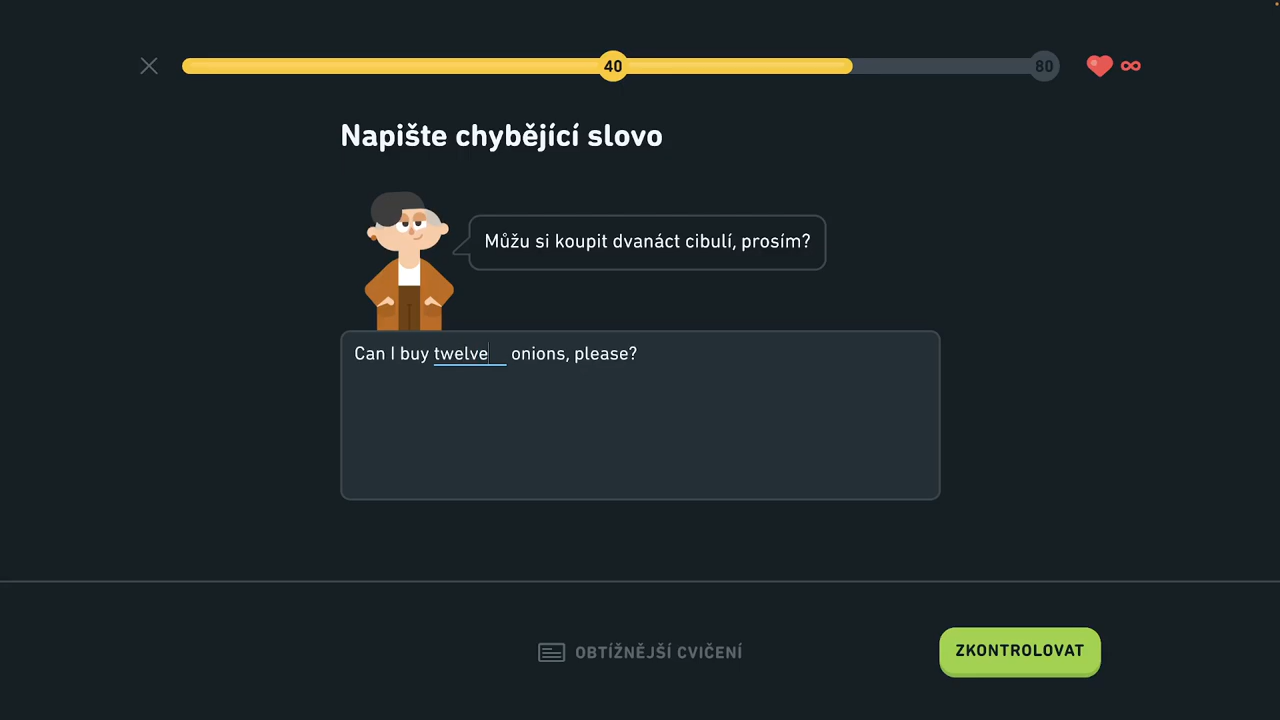 40
80
∞
Napište chybějící slovo
Můžu si koupit dvanáct cibulí, prosím?
Can I buy twelve onions, please?
OBTÍŽNĚJŠÍ CVIČENÍ
ZKONTROLOVAT